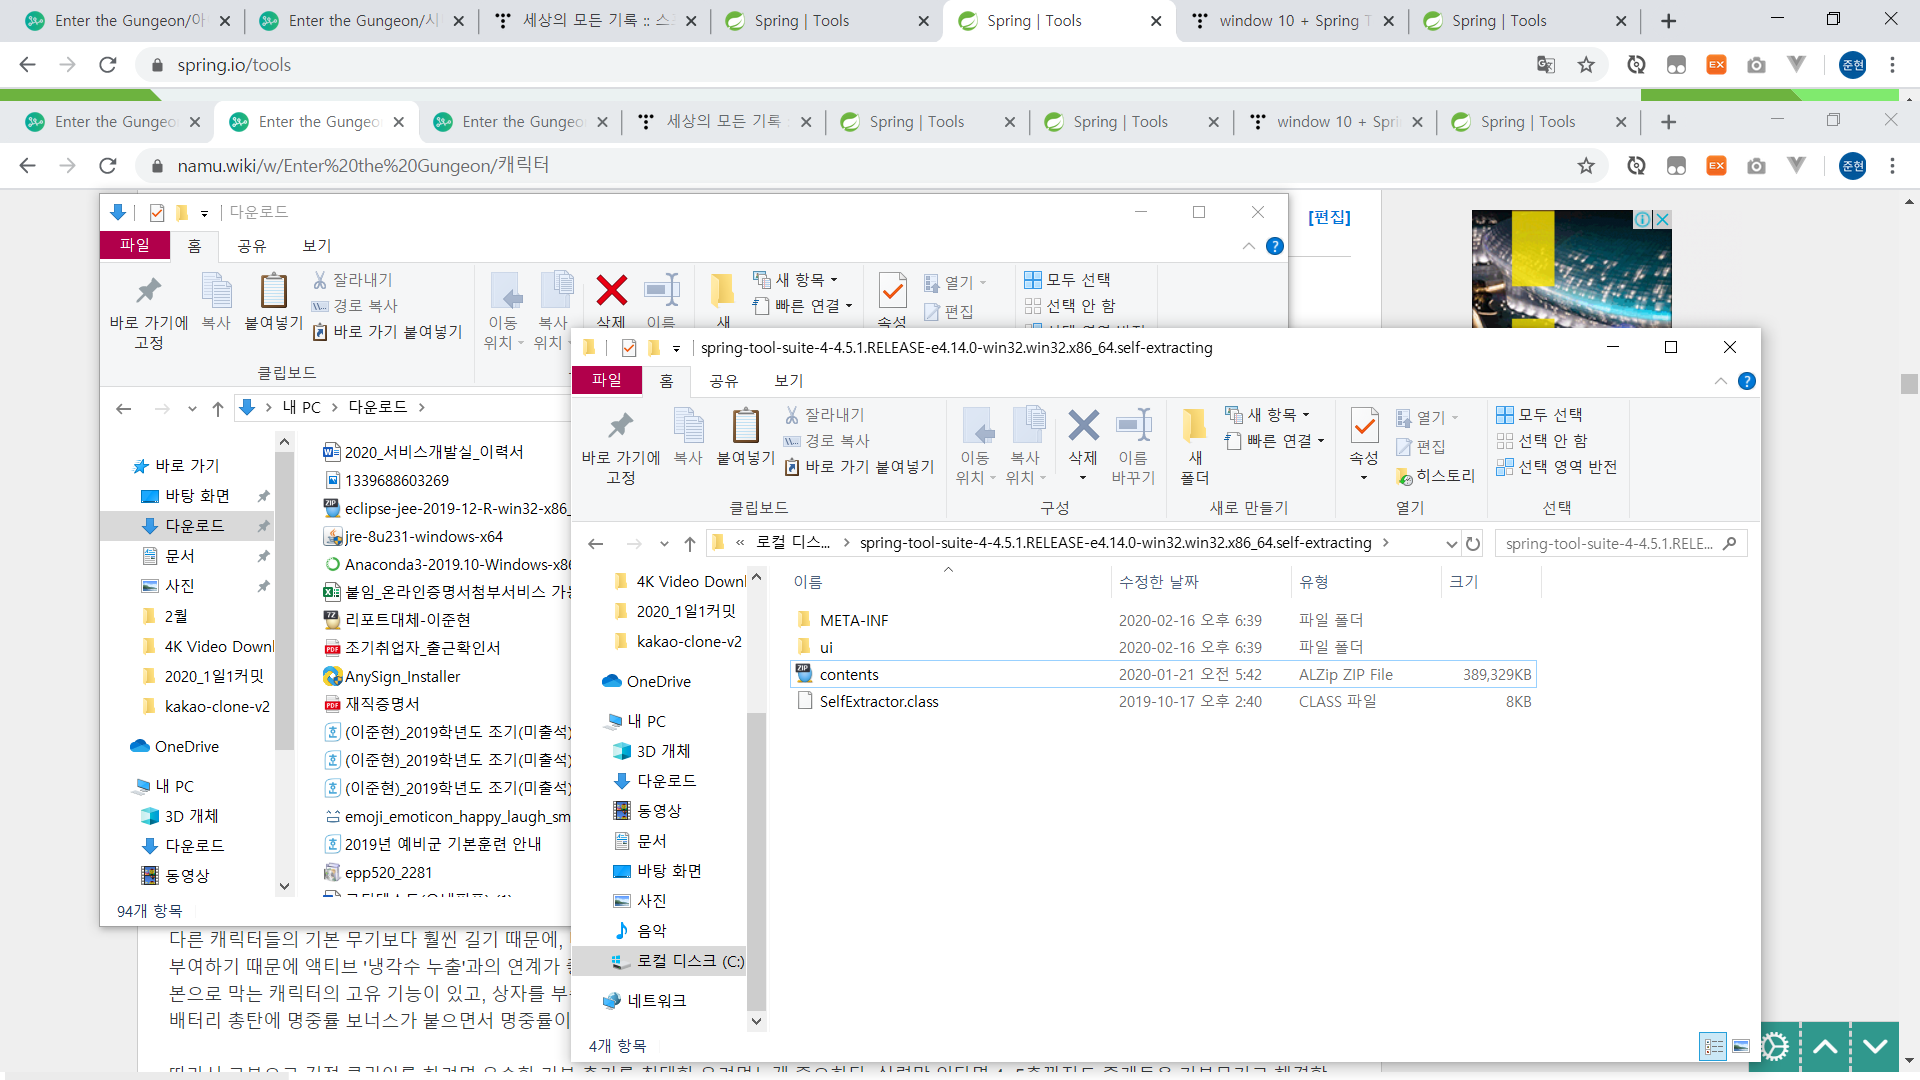 Enter the Gungeon/아
Enter the Gungeon/시
세상의 모든 기록 :: 스프
Spring | Tools
Spring | Tools
window 10 + Spring T
Spring | Tools
spring.io/tools
준현
Enter the Gungeo
Enter the Gungeo
Enter the Gungeo
세상의 모든 기록 :
Spring | Tools
Spring | Tools
window 10 + Spri
Spring | Tools
namu.wiki/w/Enter%20the%20Gungeon/캐릭터
EX
준현
[편집]
다운로드
파일 홈 공유 보기
바로 가기에 고정
복사
붙여넣기
잘라내기
경로 복사
바로 가기 붙여넣기
클립보드
이동 위치
복사 위치
삭제
이름
새
새 항목
빠른 연결
속성
열기
편집
모두 선택
선택 안 함
내 PC > 다운로드 >
바로 가기
바탕 화면
다운로드
문서
사진
2월
4K Video Downl
2020_1일1커밋
kakao-clone-v2
OneDrive
내 PC
3D 개체
다운로드
동영상
2020_서비스개발실_이력서
1339688603269
eclipse-jee-2019-12-R-win32-x86_
jre-8u231-windows-x64
Anaconda3-2019.10-Windows-x86
붙임_온라인증명서첨부서비스 가능
리포트대체-이준현
조기취업자_출근확인서
AnySign_Installer
재직증명서
(이준현)_2019학년도 조기(미출석)
(이준현)_2019학년도 조기(미출석)
(이준현)_2019학년도 조기(미출석)
emoji_emoticon_happy_laugh_sm
2019년 예비군 기본훈련 안내
epp520_2281
94개 항목
spring-tool-suite-4-4.5.1.RELEASE-e4.14.0-win32.win32.x86_64.self-extracting
파일 홈 공유 보기
바로 가기에 고정
복사
붙여넣기
잘라내기
경로 복사
바로 가기 붙여넣기
클립보드
이동 위치
복사 위치
삭제
이름 바꾸기
구성
새 폴더
새 항목
빠른 연결
새로 만들기
속성
열기
편집
히스토리
열기
모두 선택
선택 안 함
선택 영역 반전
선택
« 로컬 디스... > spring-tool-suite-4-4.5.1.RELEASE-e4.14.0-win32.win32.x86_64.self-extracting >
spring-tool-suite-4-4.5.1.RELE...
4K Video Downl
2020_1일1커밋
kakao-clone-v2
OneDrive
내 PC
3D 개체
다운로드
동영상
문서
바탕 화면
사진
음악
로컬 디스크 (C:)
네트워크
이름 수정한 날짜 유형 크기
META-INF 2020-02-16 오후 6:39 파일 폴더
ui 2020-02-16 오후 6:39 파일 폴더
contents 2020-01-21 오전 5:42 ALZip ZIP File 389,329KB
SelfExtractor.class 2019-10-17 오후 2:40 CLASS 파일 8KB
4개 항목
다른 캐릭터들의 기본 무기보다 훨씬 길기 때문에,
부여하기 때문에 액티브 '냉각수 누출'과의 연계가
본으로 막는 캐릭터의 고유 기능이 있고, 상자를
배터리 총탄에 명중률 보너스가 붙으면서 명중률이